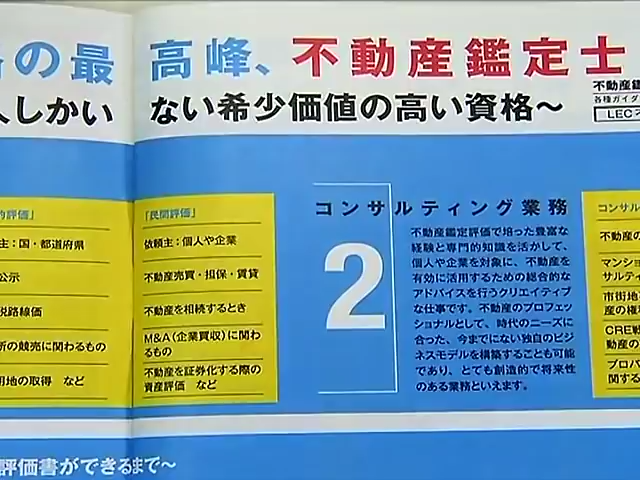 の最 高峰、不動産鑑定士
しかい ない希少価値の高い資格〜
不動産鑑
各種ガイダ
LEC
的評価」
主：国・都道府県
公示
税路線価
所の競売に関わるもの
用地の取得 など
「民間評価」
依頼主：個人や企業
不動産売買・担保・賃貸
不動産を相続するとき
M&A（企業買収）に関わ
るもの
不動産を証券化する際の
資産評価 など
2
コンサルティング業務
不動産鑑定評価で培った豊富な
経験と専門的知識を活かして、
個人や企業を対象に、不動産を
有効に活用するための総合的な
アドバイスを行うクリエイティブ
な仕事です。不動産のプロフェッ
ショナルとして、時代のニーズに
合った、今までにない独自のビジ
ネスモデルを構築することも可能
であり、とても創造的で将来性
のある業務といえます。
コンサル
不動産の
マンショ
サルティ
市街地
産の権
CRE戦
動産の
プロパ
関する
評価書ができるまで〜